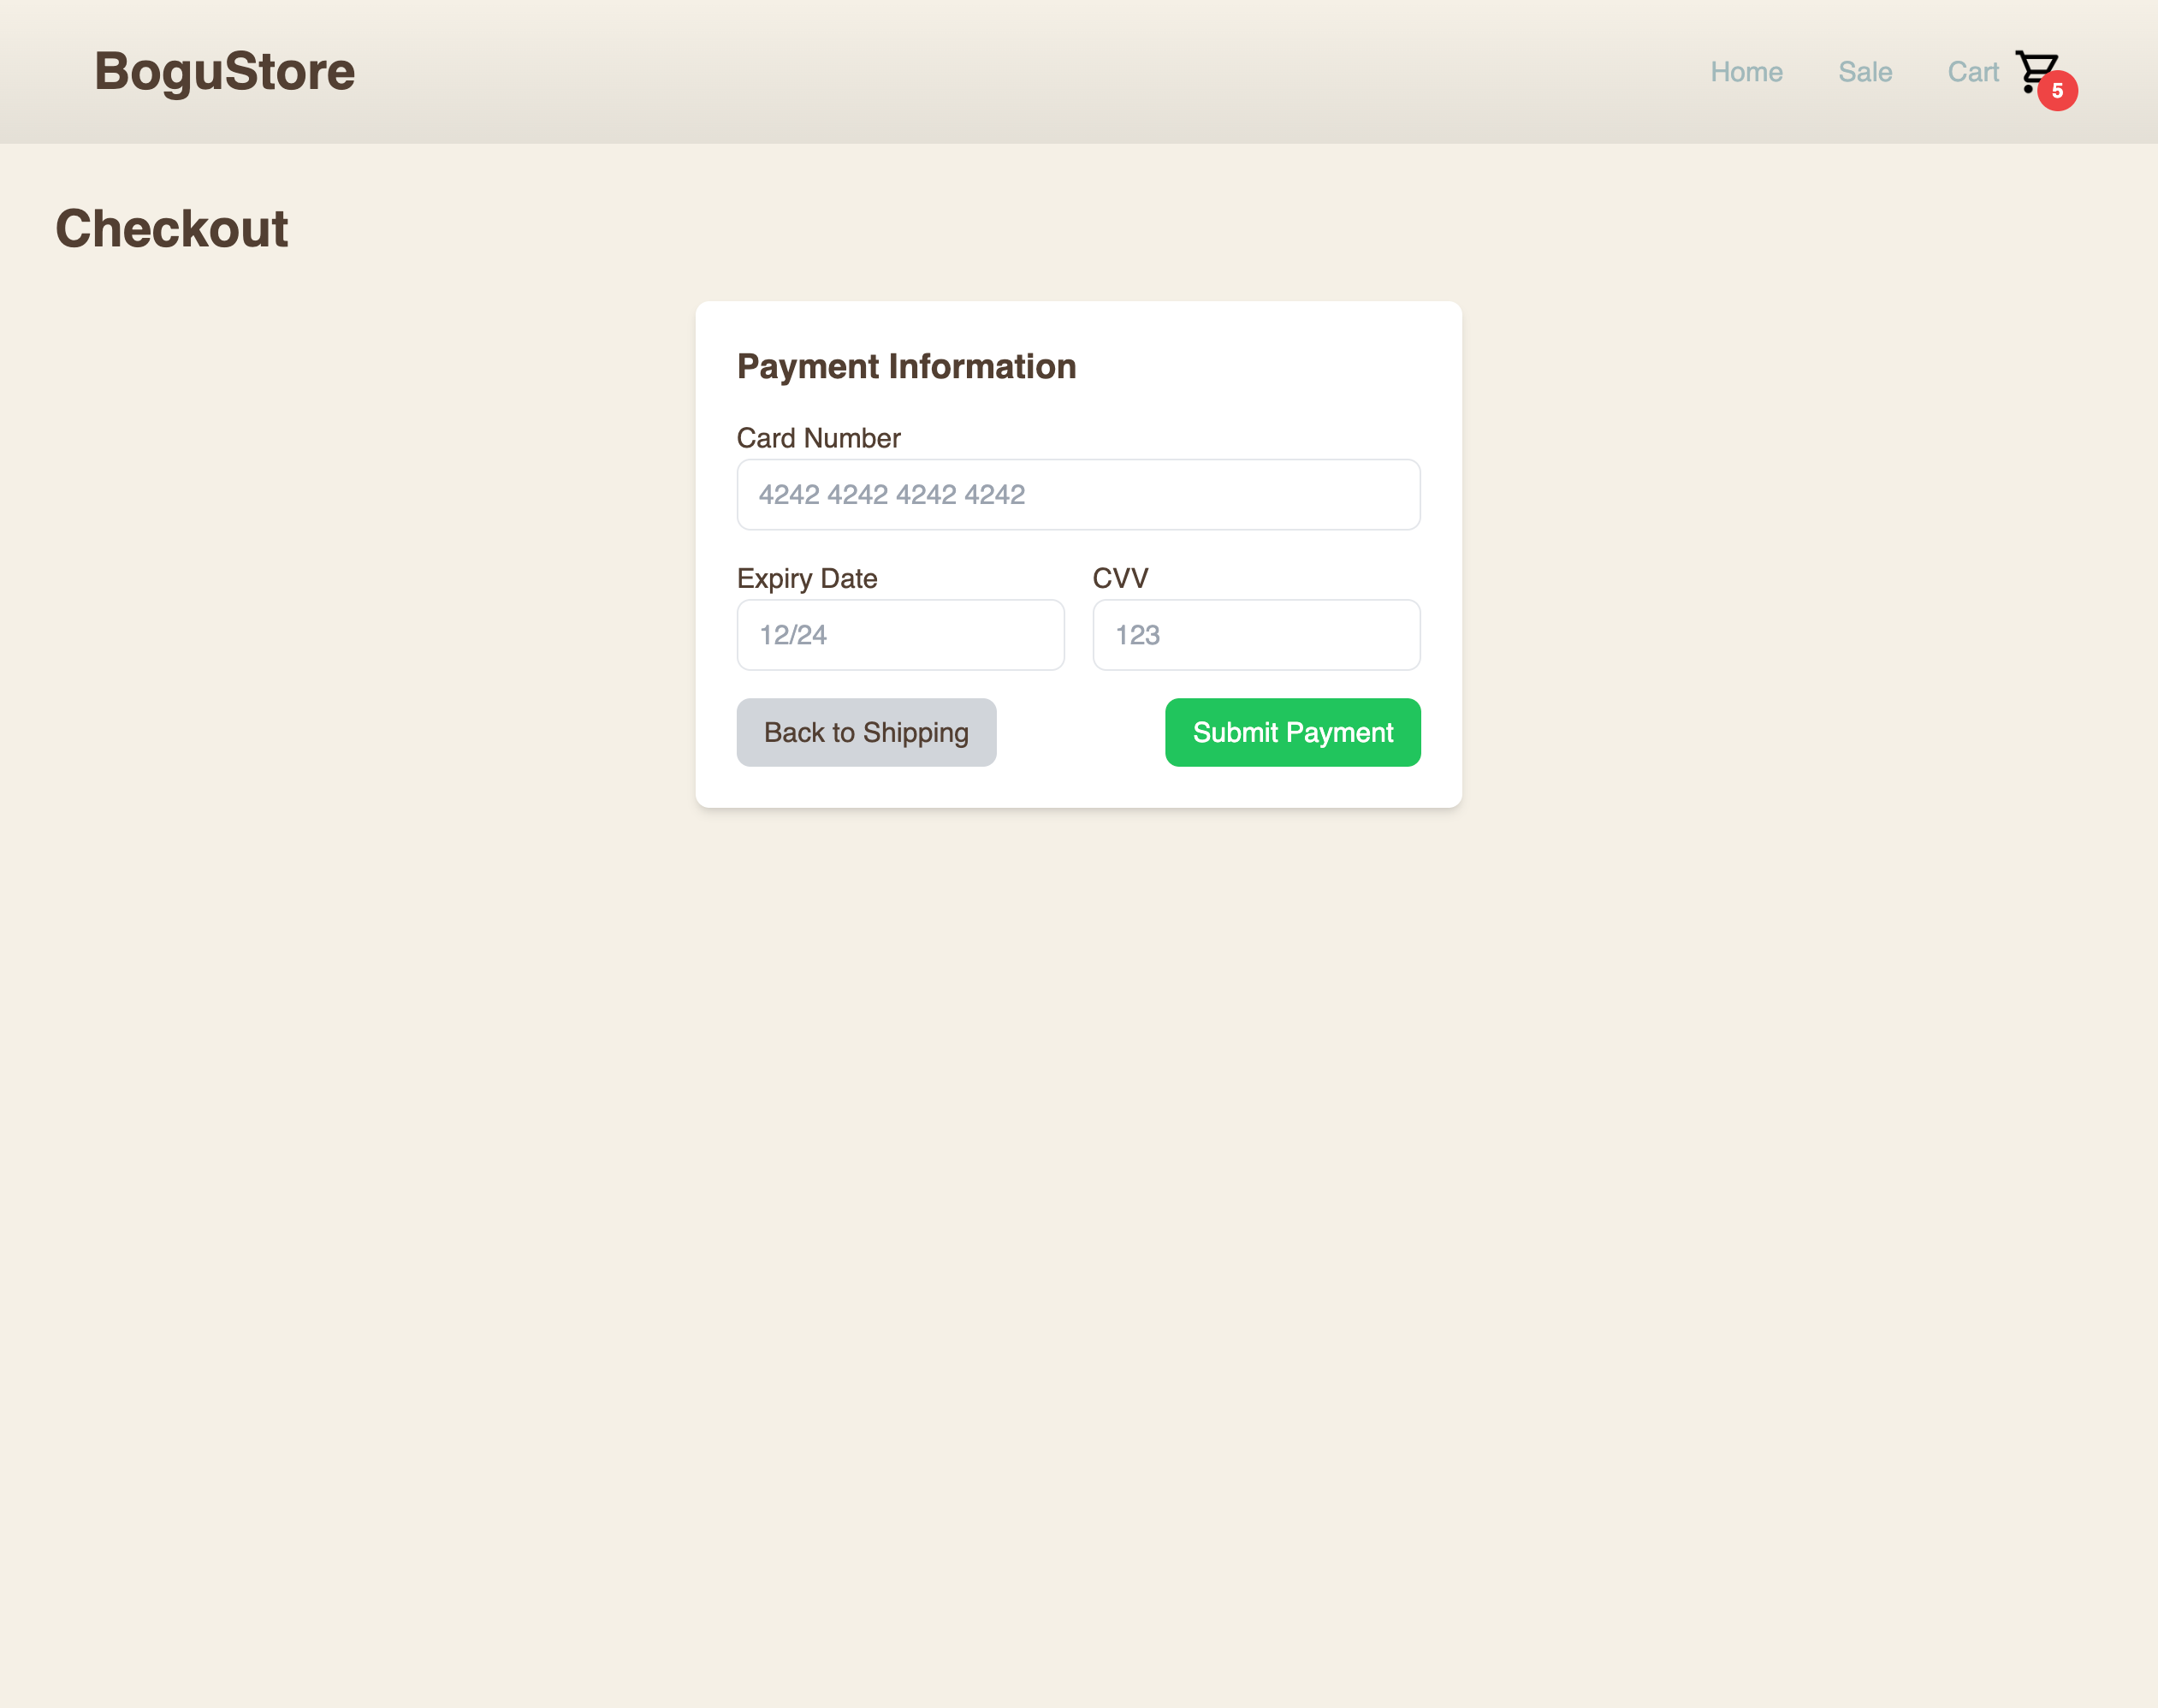 BoguStore
Home Sale Cart 5
Checkout
Payment Information
Card Number
4242 4242 4242 4242
Expiry Date CVV
12/24 123
Back to Shipping Submit Payment